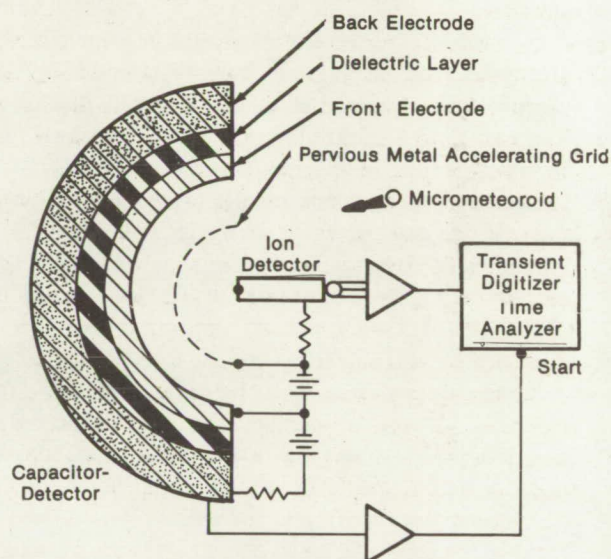 Back Electrode
Dielectric Layer
Front Electrode
Pervious Metal Accelerating Grid
Micrometeoroid
Ion
Detector
Transient
Digitizer
Time
Analyzer
Start
Capacitor-
Detector